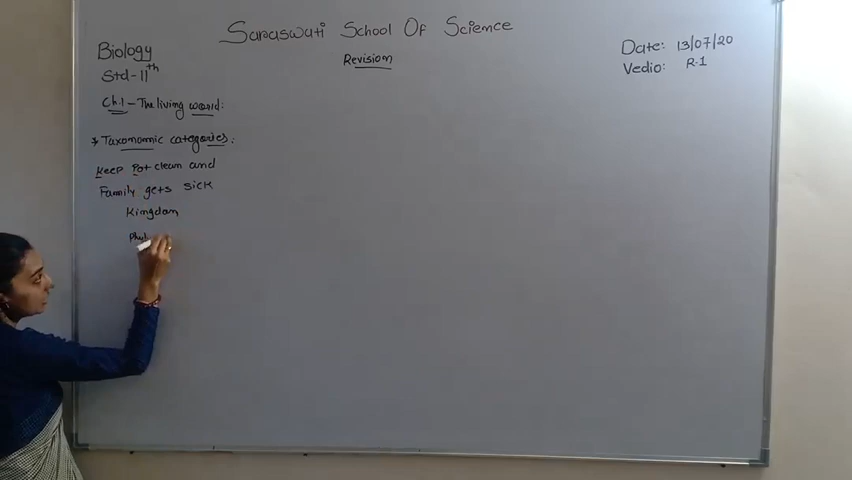 Saraswati School Of Science
Biology
Std-11th
Revision
Date: 13/07/20
Vedio: R.1
Ch.1 - The living world:
* Taxonomic categories:
Keep Pot clean and
Family gets sick
Kingdom
Phyl